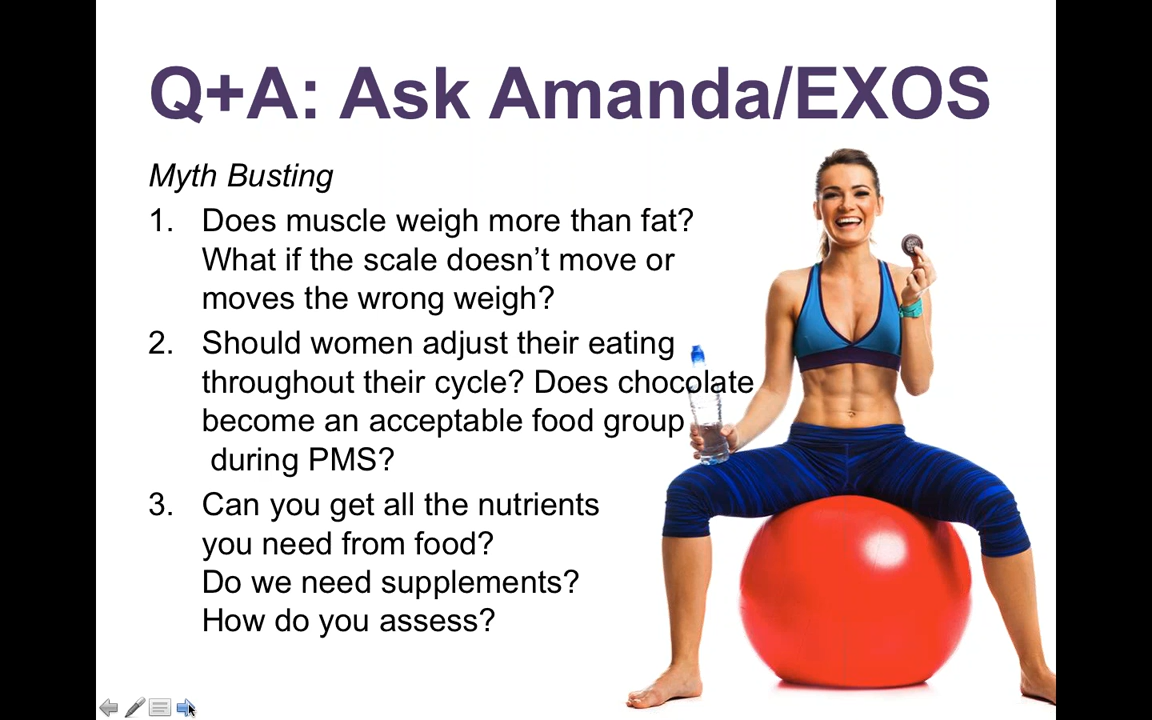 Q+A: Ask Amanda/EXOS
Myth Busting
1. Does muscle weigh more than fat?
What if the scale doesn’t move or
moves the wrong weigh?
2. Should women adjust their eating
throughout their cycle? Does chocolate
become an acceptable food group
during PMS?
3. Can you get all the nutrients
you need from food?
Do we need supplements?
How do you assess?